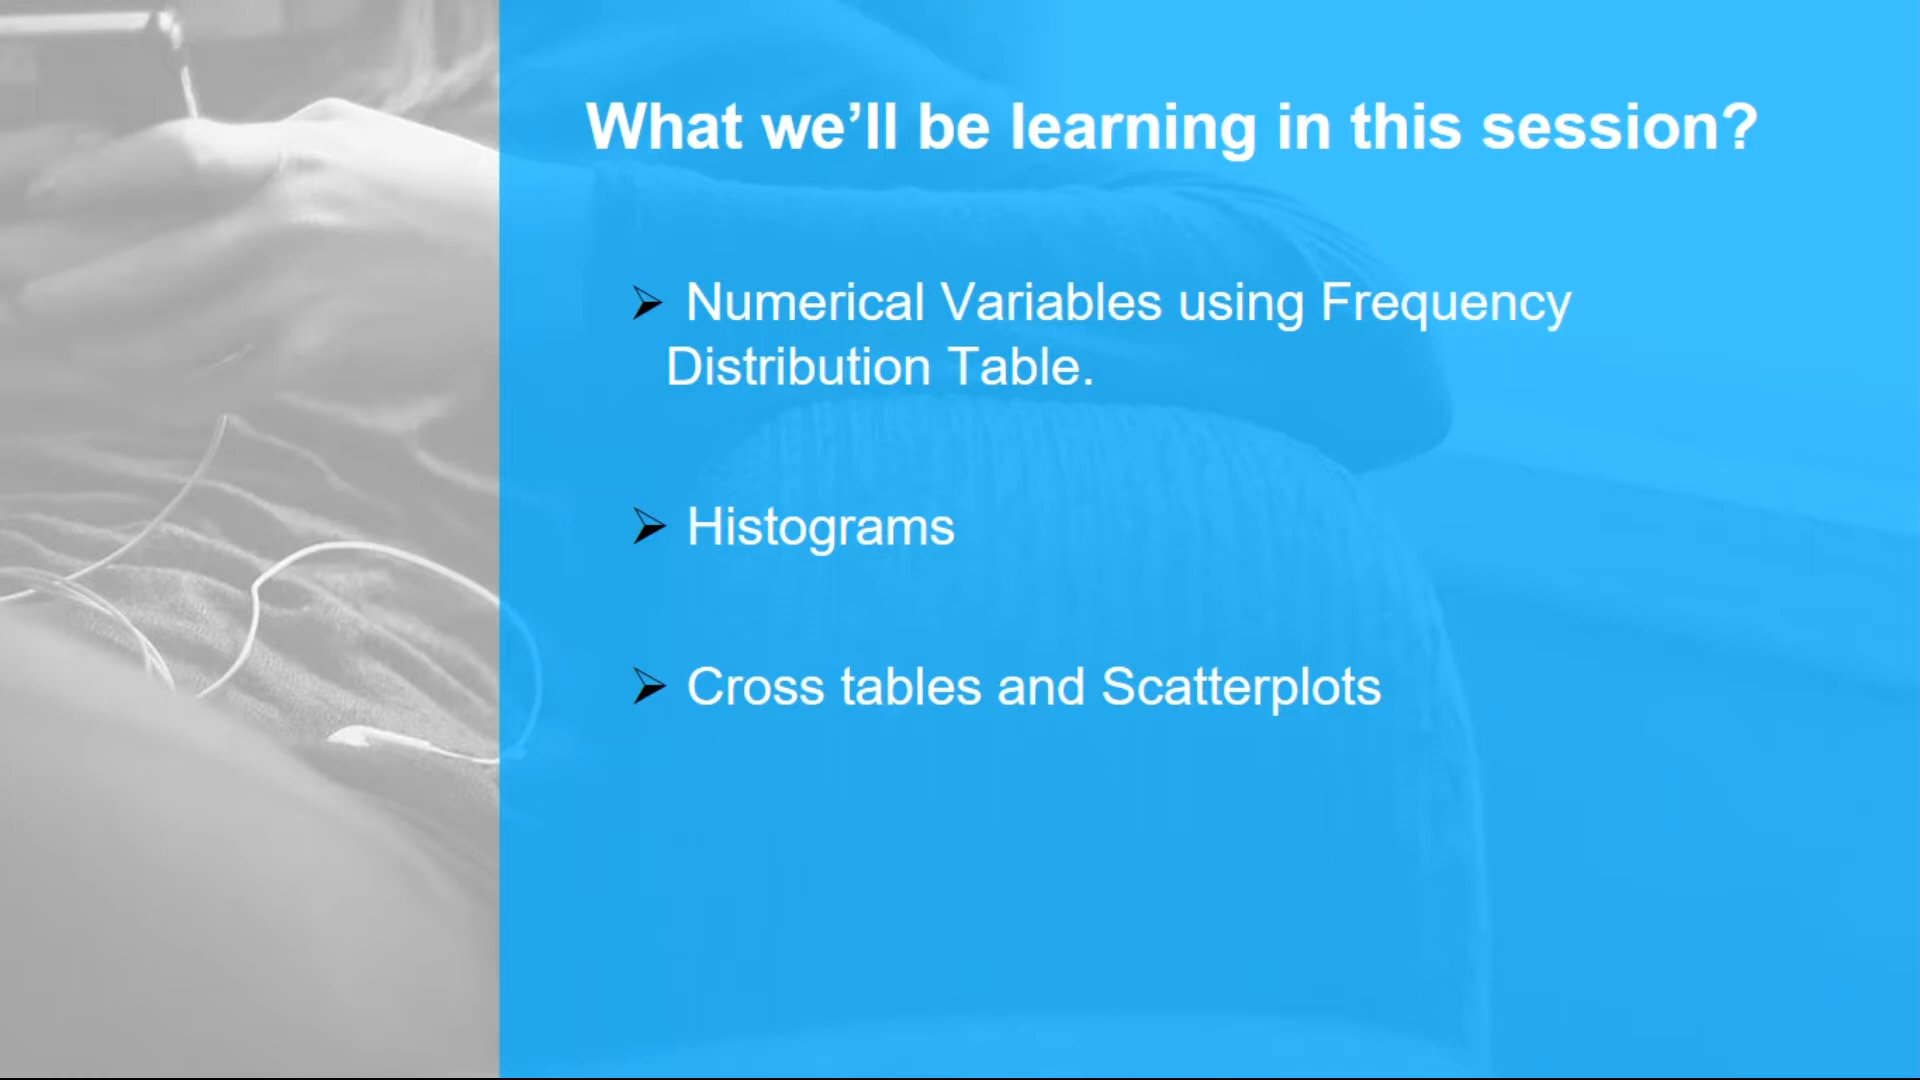 What we’ll be learning in this session?
Numerical Variables using Frequency
Distribution Table.
Histograms
Cross tables and Scatterplots